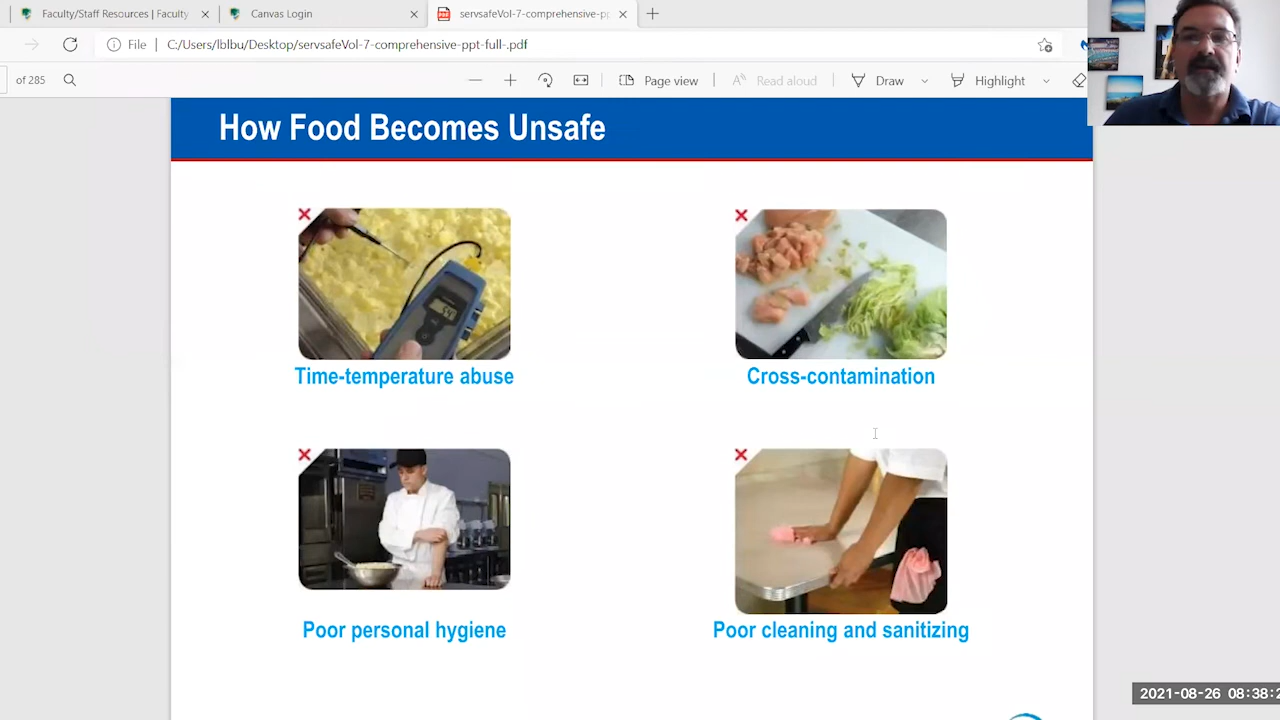 Faculty/Staff Resources | Faculty
Canvas Login
servsafeVol-7-comprehensive-pp
File
C:/Users/lblbu/Desktop/servsafeVol-7-comprehensive-ppt-full-.pdf
of 285
Page view
Read aloud
Draw
Highlight
How Food Becomes Unsafe
Time-temperature abuse
Cross-contamination
Poor personal hygiene
Poor cleaning and sanitizing
2021-08-26 08:38:2